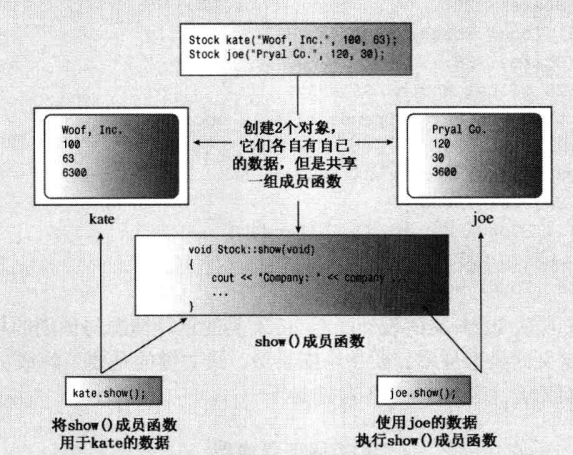 Stock kate("Woof, Inc.", 100, 63);
Stock joe("Pryal Co.", 120, 30);
创建2个对象，
它们各自有自己
的数据，但是共享
一组成员函数
Woof, Inc.
100
63
6300
kate
Pryal Co.
120
30
3600
joe
void Stock::show(void)
{
cout << "Company: " << company ...
...
}
show()成员函数
kate.show();
将show()成员函数
用于kate的数据
joe.show();
使用joe的数据
执行show()成员函数